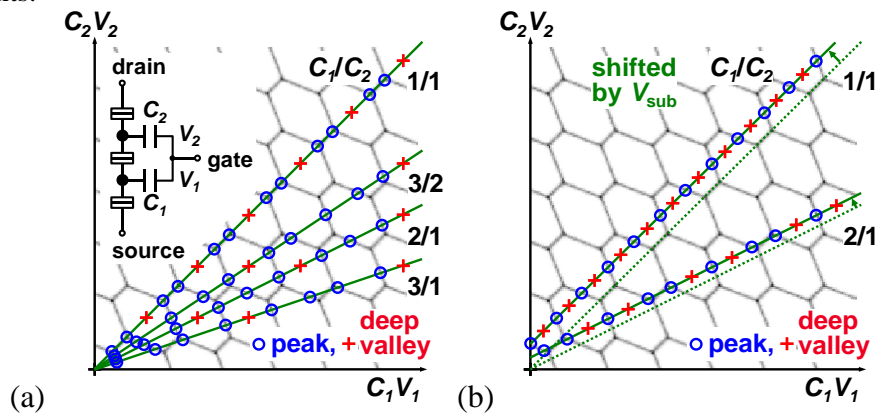 C₂V₂
drain
C₂
V₂
gate
V₁
C₁
source
C₁/C₂
1/1
3/2
2/1
3/1
deep
peak, + valley
(a)
C₁V₁
C₂V₂
shifted
by Vsub
C₁/C₂
1/1
2/1
deep
peak, + valley
(b)
C₁V₁